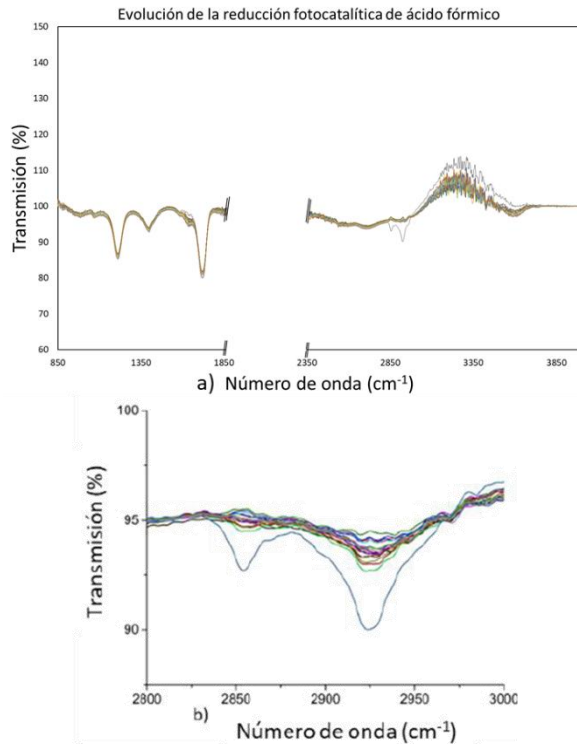 Evolución de la reducción fotocatalítica de ácido fórmico
150
140
130
120
110
100
90
80
70
60
Transmisión (%)
850 1350 1850 2350 2850 3350 3850
a) Número de onda (cm⁻¹)
100
95
90
Transmisión (%)
2800 2850 2900 2950 3000
b)
Número de onda (cm⁻¹)